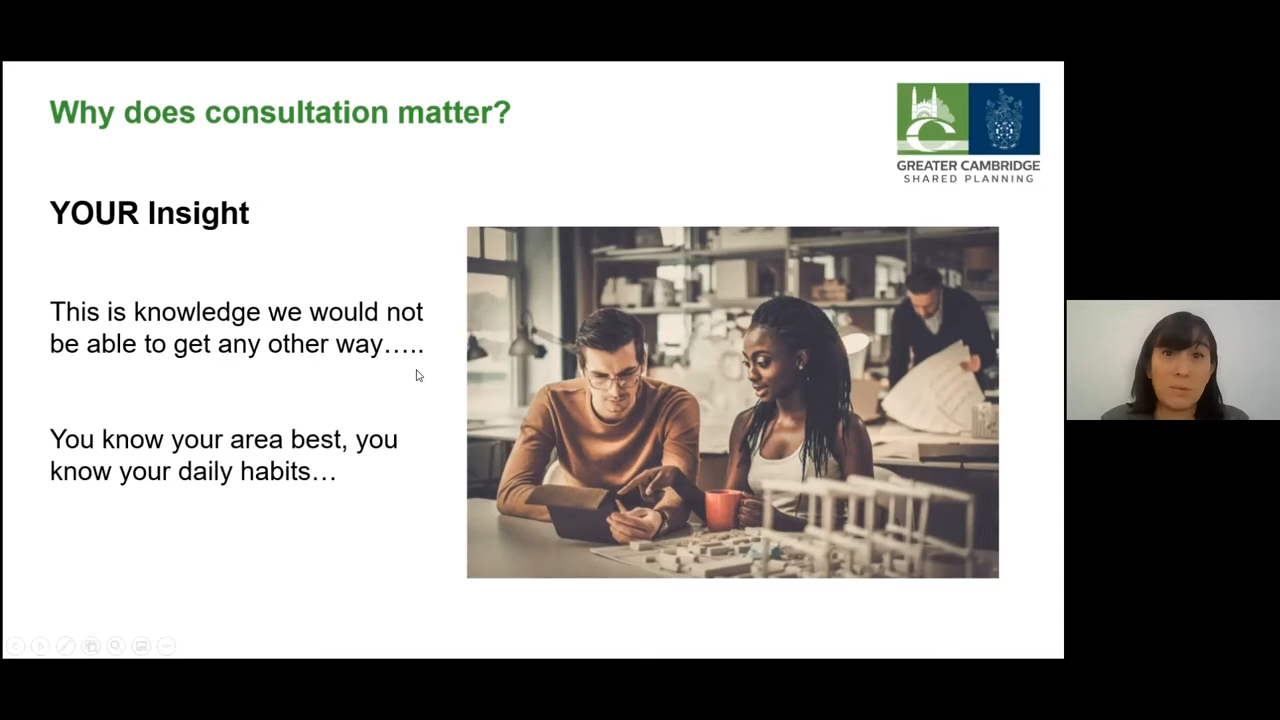 Why does consultation matter?
GREATER CAMBRIDGE
SHARED PLANNING
YOUR Insight
This is knowledge we would not
be able to get any other way…..
You know your area best, you
know your daily habits…